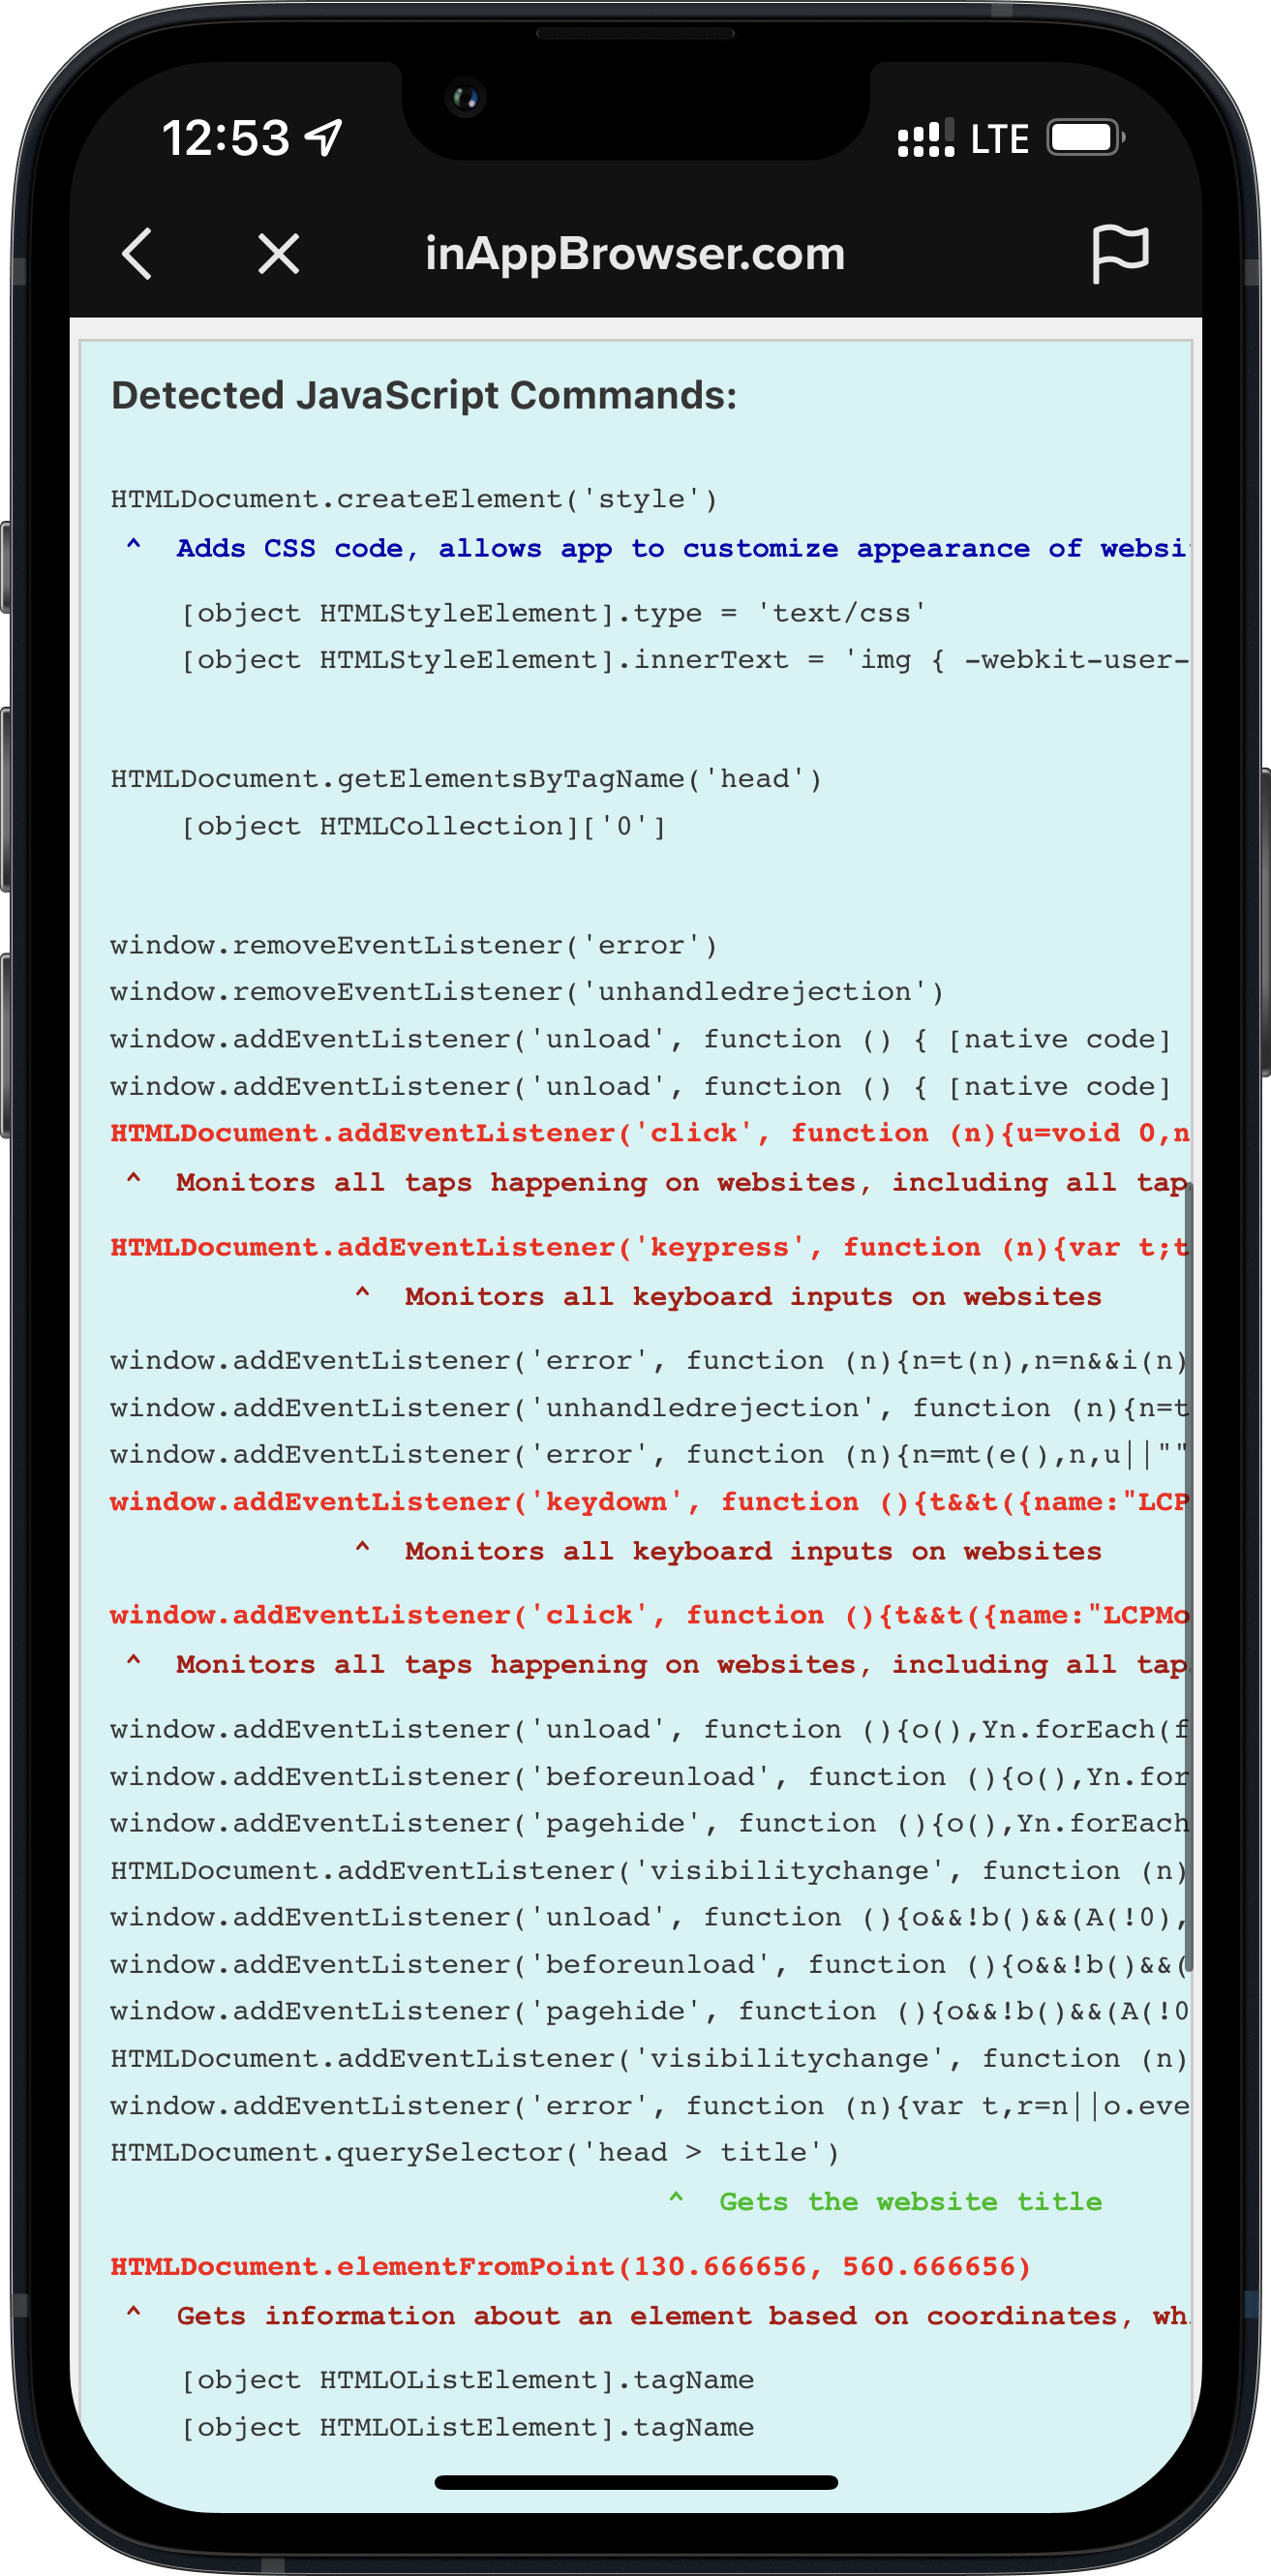 12:53 LTE
inAppBrowser.com
Detected JavaScript Commands:
HTMLDocument.createElement('style')
^ Adds CSS code, allows app to customize appearance of websi
[object HTMLStyleElement].type = 'text/css'
[object HTMLStyleElement].innerText = 'img { -webkit-user-
HTMLDocument.getElementsByTagName('head')
[object HTMLCollection]['0']
window.removeEventListener('error')
window.removeEventListener('unhandledrejection')
window.addEventListener('unload', function () { [native code]
window.addEventListener('unload', function () { [native code]
HTMLDocument.addEventListener('click', function (n){u=void 0,n
^ Monitors all taps happening on websites, including all tap
HTMLDocument.addEventListener('keypress', function (n){var t;t
^ Monitors all keyboard inputs on websites
window.addEventListener('error', function (n){n=t(n),n=n&&i(n)
window.addEventListener('unhandledrejection', function (n){n=t
window.addEventListener('error', function (n){n=mt(e(),n,u||""
window.addEventListener('keydown', function (){t&&t({name:"LCP
^ Monitors all keyboard inputs on websites
window.addEventListener('click', function (){t&&t({name:"LCPMo
^ Monitors all taps happening on websites, including all tap
window.addEventListener('unload', function (){o(),Yn.forEach(f
window.addEventListener('beforeunload', function (){o(),Yn.for
window.addEventListener('pagehide', function (){o(),Yn.forEach
HTMLDocument.addEventListener('visibilitychange', function (n)
window.addEventListener('unload', function (){o&&!b()&&(A(!0),
window.addEventListener('beforeunload', function (){o&&!b()&&(
window.addEventListener('pagehide', function (){o&&!b()&&(A(!0
HTMLDocument.addEventListener('visibilitychange', function (n)
window.addEventListener('error', function (n){var t,r=n||o.eve
HTMLDocument.querySelector('head > title')
^ Gets the website title
HTMLDocument.elementFromPoint(130.666656, 560.666656)
^ Gets information about an element based on coordinates, wh
[object HTMLOListElement].tagName
[object HTMLOListElement].tagName